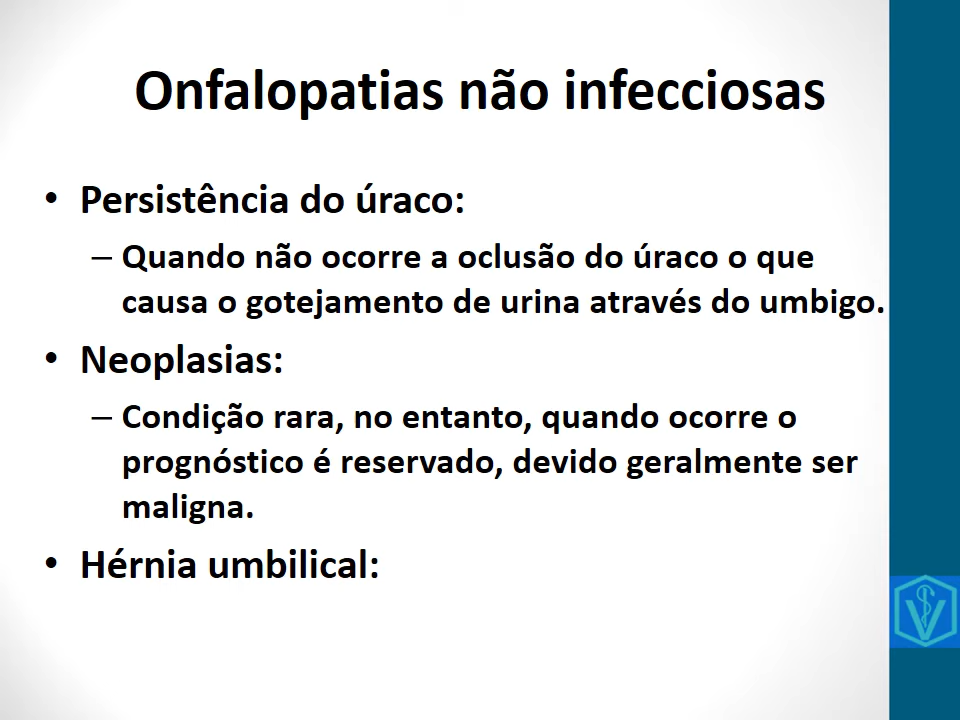 Onfalopatias não infecciosas
• Persistência do úraco:
– Quando não ocorre a oclusão do úraco o que
causa o gotejamento de urina através do umbigo.
• Neoplasias:
– Condição rara, no entanto, quando ocorre o
prognóstico é reservado, devido geralmente ser
maligna.
• Hérnia umbilical:
V